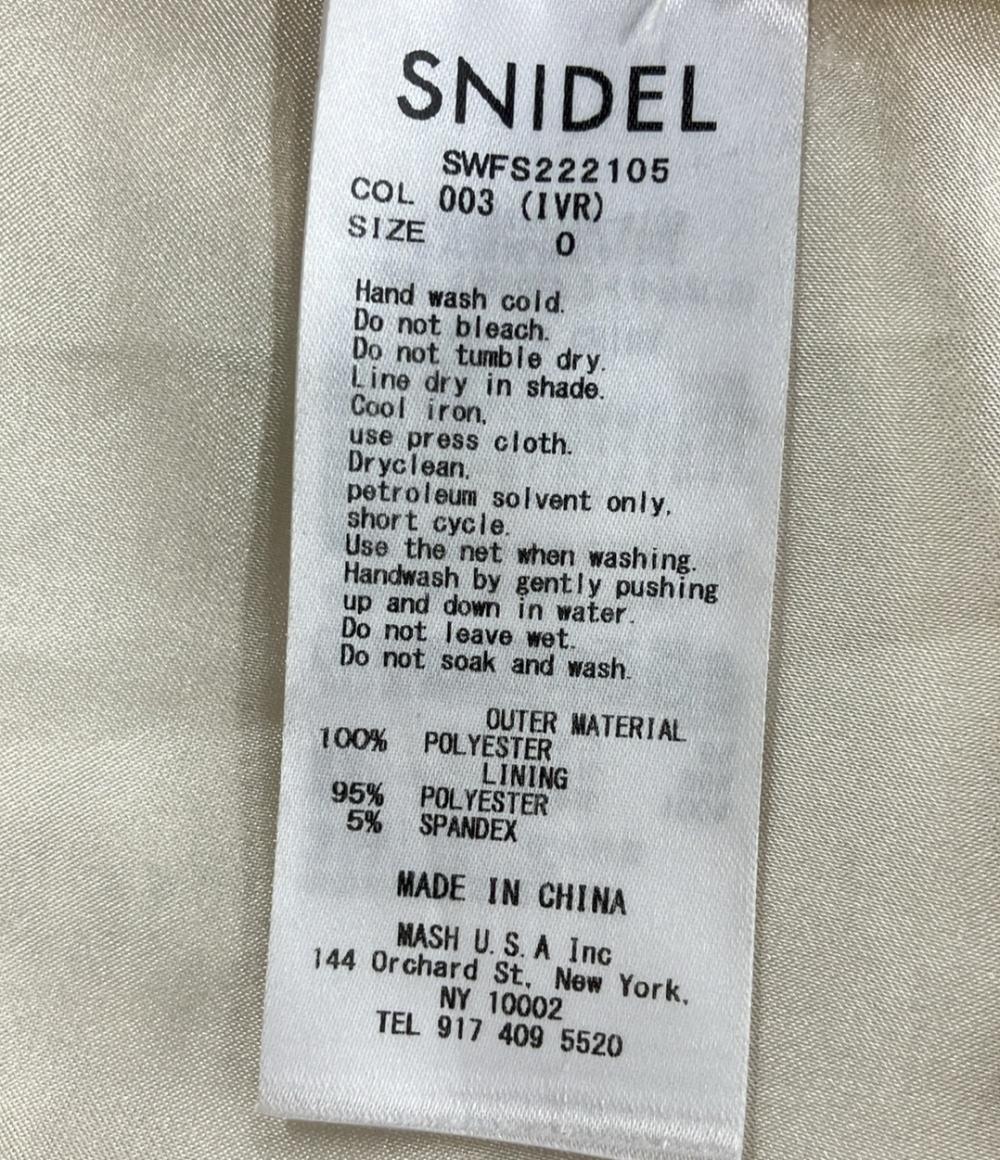 SNIDEL
SWFS222105
COL 003 (IVR)
SIZE 0
Hand wash cold.
Do not bleach.
Do not tumble dry.
Line dry in shade.
Cool iron,
use press cloth.
Dryclean,
petroleum solvent only,
short cycle.
Use the net when washing.
Handwash by gently pushing
up and down in water.
Do not leave wet.
Do not soak and wash.
OUTER MATERIAL
100% POLYESTER
LINING
95% POLYESTER
5% SPANDEX
MADE IN CHINA
MASH U.S.A Inc
144 Orchard St, New York,
NY 10002
TEL 917 409 5520